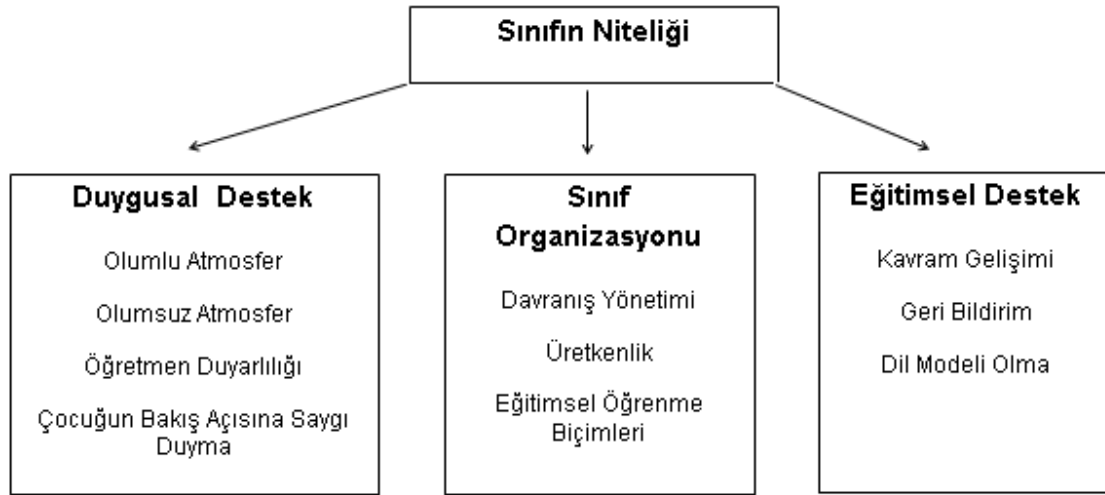 Sınıfın Niteliği
Duygusal Destek
Olumlu Atmosfer
Olumsuz Atmosfer
Öğretmen Duyarlılığı
Çocuğun Bakış Açısına Saygı
Duyma
Sınıf
Organizasyonu
Davranış Yönetimi
Üretkenlik
Eğitimsel Öğrenme
Biçimleri
Eğitimsel Destek
Kavram Gelişimi
Geri Bildirim
Dil Modeli Olma